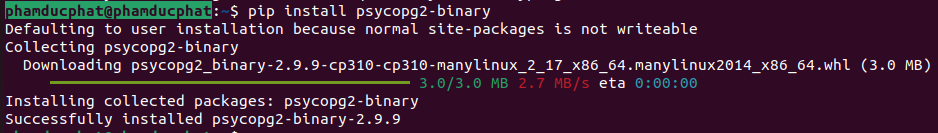 phamducphat@phamducphat:~$ pip install psycopg2-binary
Defaulting to user installation because normal site-packages is not writeable
Collecting psycopg2-binary
  Downloading psycopg2_binary-2.9.9-cp310-cp310-manylinux_2_17_x86_64.manylinux2014_x86_64.whl (3.0 MB)
3.0/3.0 MB 2.7 MB/s eta 0:00:00
Installing collected packages: psycopg2-binary
Successfully installed psycopg2-binary-2.9.9